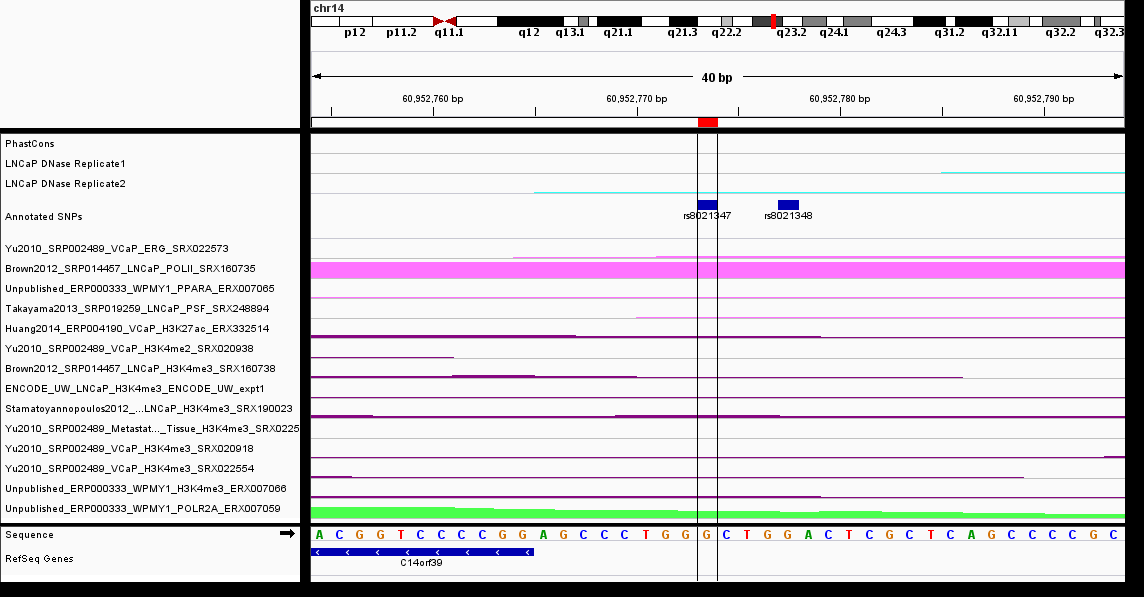 chr14
p12 p11.2 q11.1 q12 q13.1 q21.1 q21.3 q22.2 q23.2 q24.1 q24.3 q31.2 q32.11 q32.2 q32.3
40 bp
60,952,760 bp 60,952,770 bp 60,952,780 bp 60,952,790 bp
PhastCons
LNCaP DNase Replicate1
LNCaP DNase Replicate2
Annotated SNPs
rs8021347 rs8021348
Yu2010_SRP002489_VCaP_ERG_SRX022573
Brown2012_SRP014457_LNCaP_POLII_SRX160735
Unpublished_ERP000333_WPMY1_PPARA_ERX007065
Takayama2013_SRP019259_LNCaP_PSF_SRX248894
Huang2014_ERP004190_VCaP_H3K27ac_ERX332514
Yu2010_SRP002489_VCaP_H3K4me2_SRX020938
Brown2012_SRP014457_LNCaP_H3K4me3_SRX160738
ENCODE_UW_LNCaP_H3K4me3_ENCODE_UW_expt1
Stamatoyannopoulos2012_..._LNCaP_H3K4me3_SRX190023
Yu2010_SRP002489_Metastat..._Tissue_H3K4me3_SRX0225
Yu2010_SRP002489_VCaP_H3K4me3_SRX020918
Yu2010_SRP002489_VCaP_H3K4me3_SRX022554
Unpublished_ERP000333_WPMY1_H3K4me3_ERX007066
Unpublished_ERP000333_WPMY1_POLR2A_ERX007059
Sequence A C G G T C C C C G G A G C C C T G G G C T G G A C T C G C T C A G C C C C G C
RefSeq Genes
C14orf39